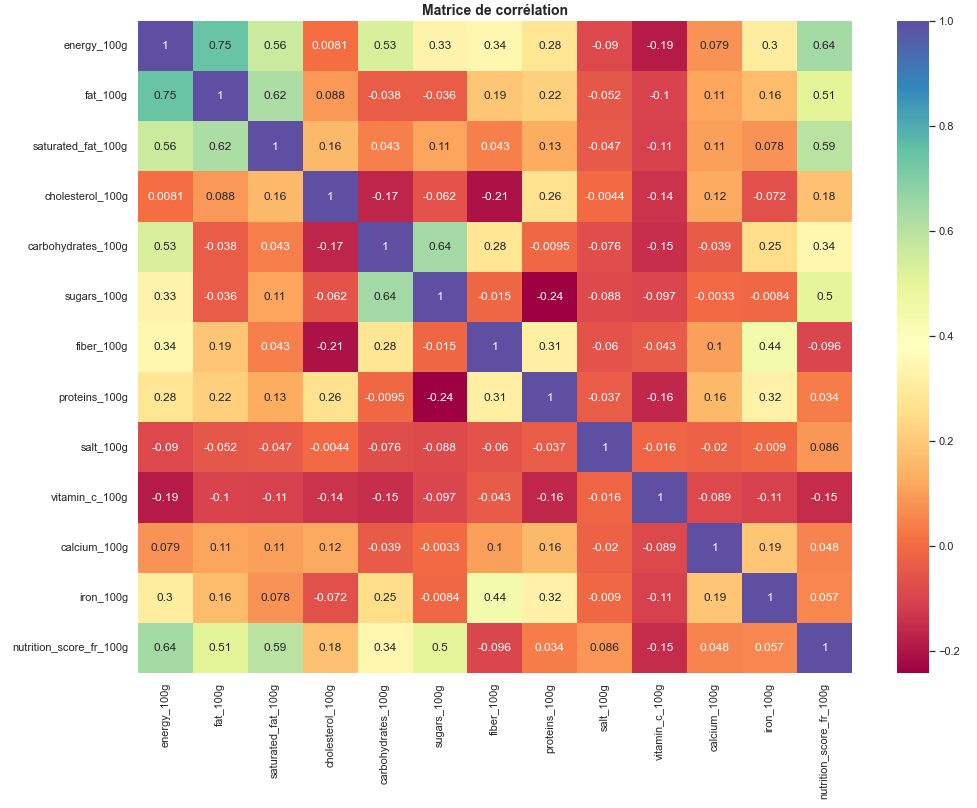 Matrice de corrélation
energy_100g 1 0.75 0.56 0.0081 0.53 0.33 0.34 0.28 -0.09 -0.19 0.079 0.3 0.64
fat_100g 0.75 1 0.62 0.088 -0.038 -0.036 0.19 0.22 -0.052 -0.1 0.11 0.16 0.51
saturated_fat_100g 0.56 0.62 1 0.16 0.043 0.11 0.043 0.13 -0.047 -0.11 0.11 0.078 0.59
cholesterol_100g 0.0081 0.088 0.16 1 -0.17 -0.062 -0.21 0.26 -0.0044 -0.14 0.12 -0.072 0.18
carbohydrates_100g 0.53 -0.038 0.043 -0.17 1 0.64 0.28 -0.0095 -0.076 -0.15 -0.039 0.25 0.34
sugars_100g 0.33 -0.036 0.11 -0.062 0.64 1 -0.015 -0.24 -0.088 -0.097 -0.0033 -0.0084 0.5
fiber_100g 0.34 0.19 0.043 -0.21 0.28 -0.015 1 0.31 -0.06 -0.043 0.1 0.44 -0.096
proteins_100g 0.28 0.22 0.13 0.26 -0.0095 -0.24 0.31 1 -0.037 -0.16 0.16 0.32 0.034
salt_100g -0.09 -0.052 -0.047 -0.0044 -0.076 -0.088 -0.06 -0.037 1 -0.016 -0.02 -0.009 0.086
vitamin_c_100g -0.19 -0.1 -0.11 -0.14 -0.15 -0.097 -0.043 -0.16 -0.016 1 -0.089 -0.11 -0.15
calcium_100g 0.079 0.11 0.11 0.12 -0.039 -0.0033 0.1 0.16 -0.02 -0.089 1 0.19 0.048
iron_100g 0.3 0.16 0.078 -0.072 0.25 -0.0084 0.44 0.32 -0.009 -0.11 0.19 1 0.057
nutrition_score_fr_100g 0.64 0.51 0.59 0.18 0.34 0.5 -0.096 0.034 0.086 -0.15 0.048 0.057 1
energy_100g
fat_100g
saturated_fat_100g
cholesterol_100g
carbohydrates_100g
sugars_100g
fiber_100g
proteins_100g
salt_100g
vitamin_c_100g
calcium_100g
iron_100g
nutrition_score_fr_100g
1.0
0.8
0.6
0.4
0.2
0.0
−0.2